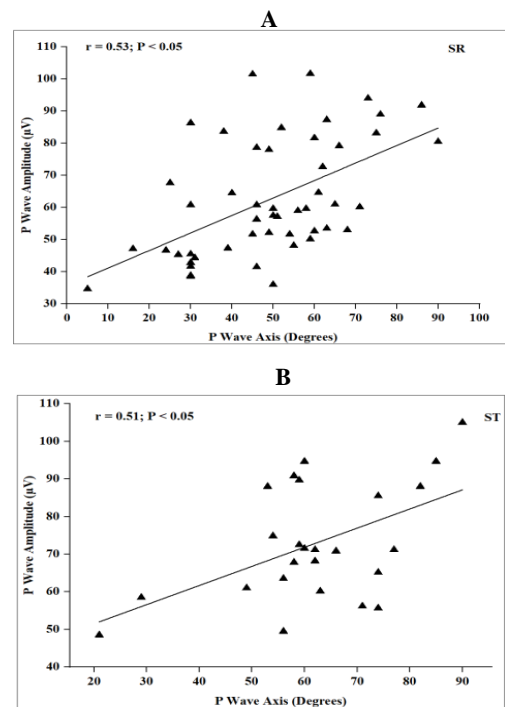 A
r = 0.53; P < 0.05
SR
P Wave Amplitude (µV)
110
100
90
80
70
60
50
40
30
0 10 20 30 40 50 60 70 80 90 100
P Wave Axis (Degrees)
B
r = 0.51; P < 0.05
ST
P Wave Amplitude (µV)
110
100
90
80
70
60
50
40
20 30 40 50 60 70 80 90
P Wave Axis (Degrees)